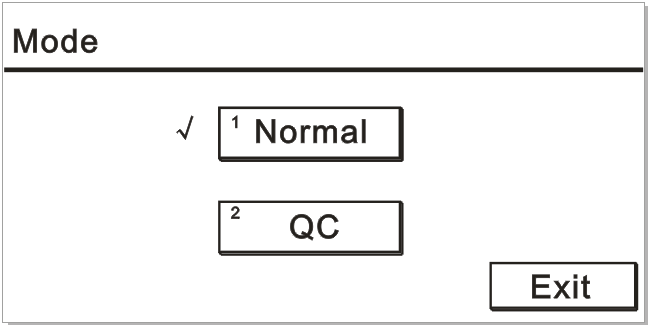 Mode
√ 1 Normal
2 QC
Exit